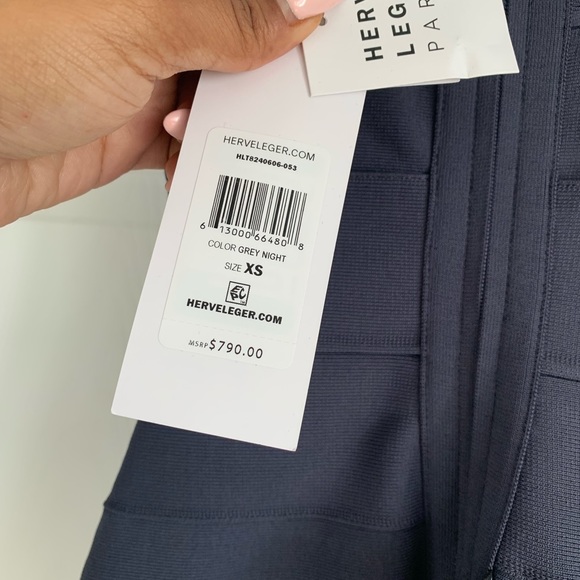 HERV
LEG
PAR
HERVELEGER.COM
HLT8240606-053
6 13000 66480 8
COLOR GREY NIGHT
SIZE XS
HERVELEGER.COM
MSRP $790.00